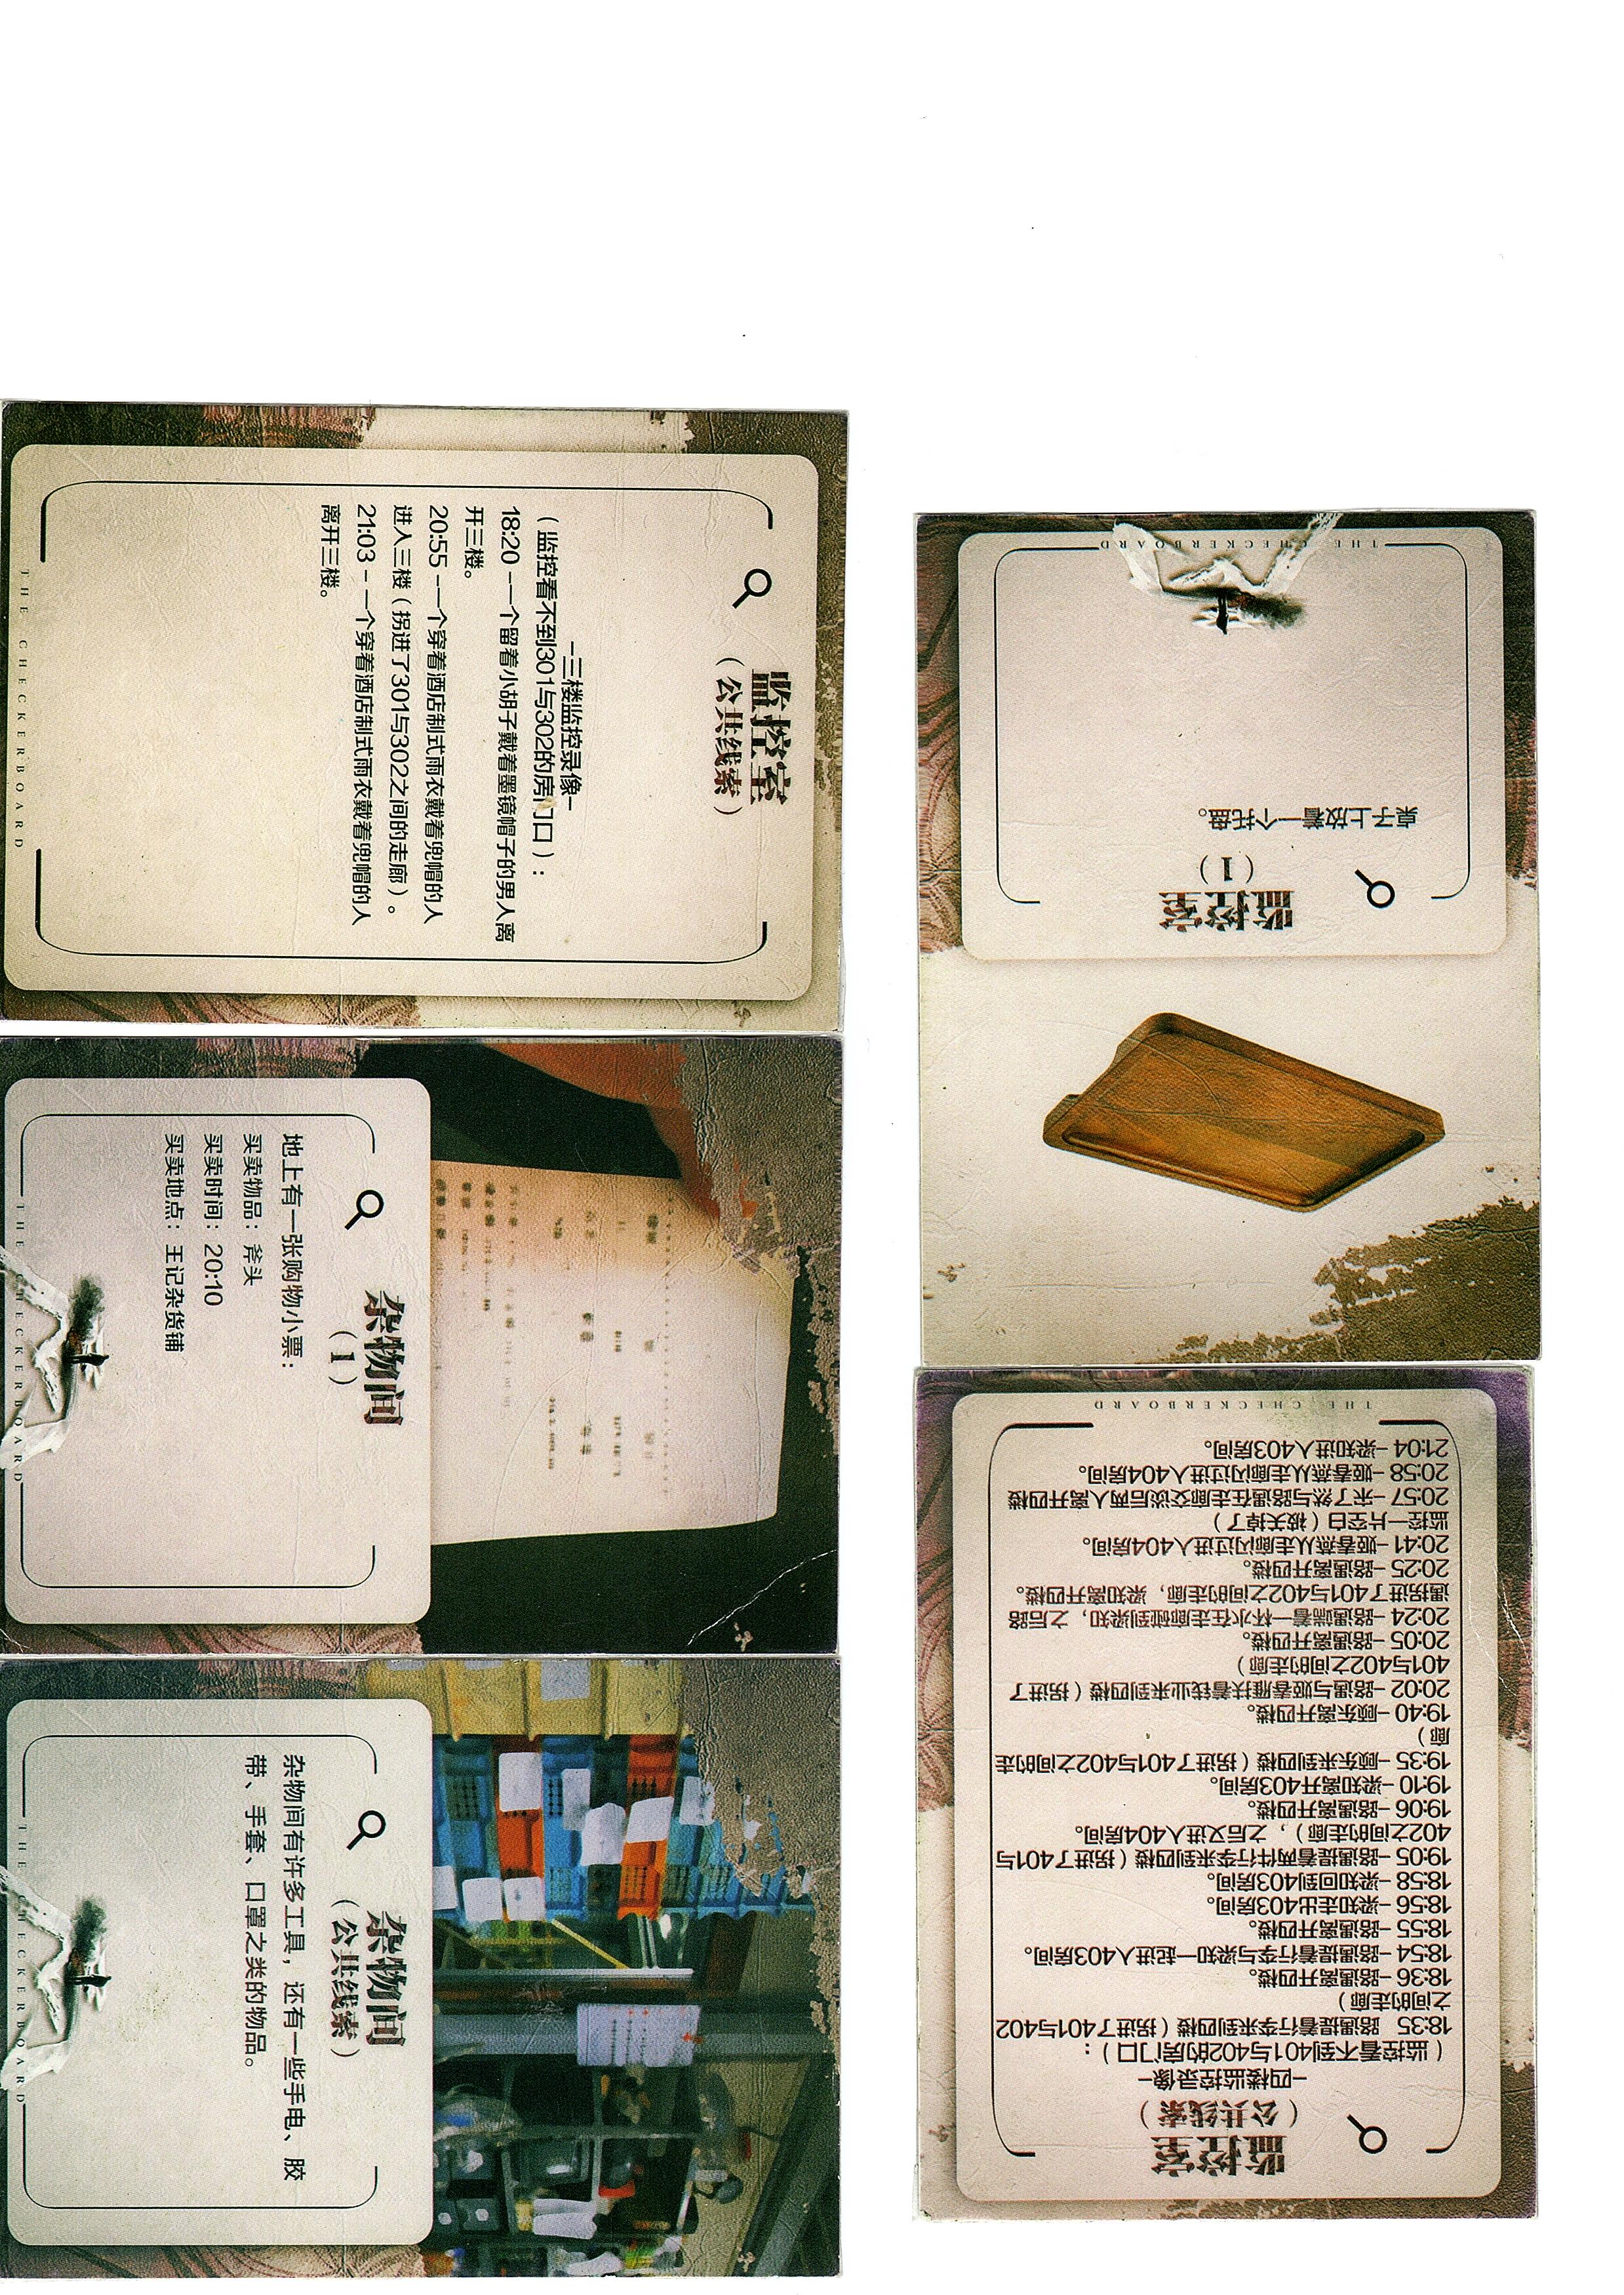 监控室
（1）
桌子上放着一个托盘。
THE CHECKERBOARD
监控室
（公共线索）
–四楼监控录像–
（监控看不到401与402的房门口）：
18:35 –路遇提着行李来到四楼（拐进了401与402
之间的走廊）
18:36 –路遇离开四楼。
18:54 –路遇提着行李与梁知一起进入403房间。
18:55 –路遇离开四楼。
18:56 –梁知走出403房间。
18:58 –梁知回到403房间。
19:05 –路遇提着两件行李来到四楼（拐进了401与
402之间的走廊），之后又进入404房间。
19:06 –路遇离开四楼。
19:10 –梁知离开403房间。
19:35 –顾东来到四楼（拐进了401与402之间的走
廊）
19:40 –顾东离开四楼。
20:02 –路遇与姬春雁扶着钱业来到四楼（拐进了
401与402之间的走廊）
20:05 –路遇离开四楼。
20:24 –路遇端着一杯水在走廊碰到梁知，之后路
遇拐进了401与402之间的走廊，梁知离开四楼。
20:25 –路遇离开四楼。
20:41 –姬春燕从走廊闪过进入404房间。
监控一片空白（被关掉了）
20:57 –宋了然与路遇在走廊交谈后两人离开四楼
20:58 –姬春燕从走廊闪过进入404房间。
21:04 –梁知进入403房间。
THE CHECKERBOARD
监控室
（公共线索）
–三楼监控录像–
（监控看不到301与302的房门口）：
18:20 –一个留着小胡子戴着墨镜帽子的男人离
开三楼。
20:55 –一个穿着酒店制式雨衣戴着兜帽的人
进入三楼（拐进了301与302之间的走廊）。
21:03 – 一个穿着酒店制式雨衣戴着兜帽的人
离开三楼。
THE CHECKERBOARD
杂物间
（1）
地上有一张购物小票：
买卖物品：斧头
买卖时间：20:10
买卖地点：王记杂货铺
THE CHECKERBOARD
杂物间
（公共线索）
杂物间有许多工具，还有一些手电、胶
带、手套、口罩之类的物品。
THE CHECKERBOARD